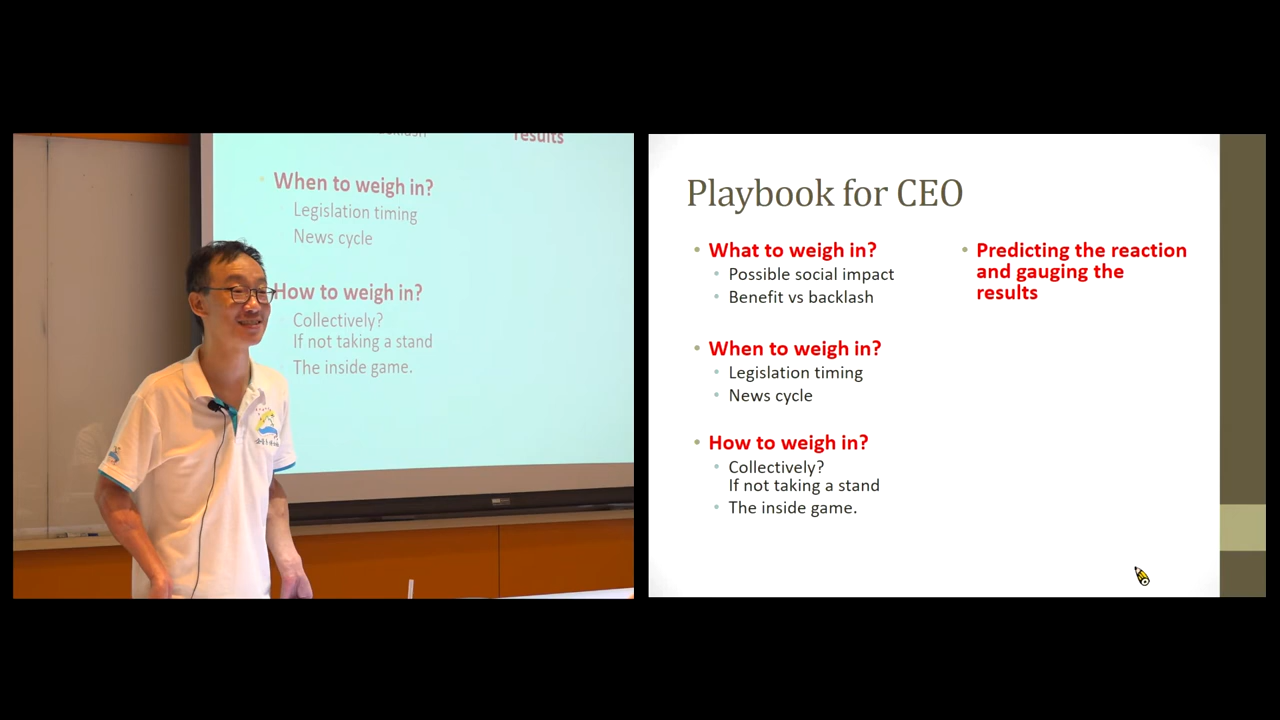 results
When to weigh in?
Legislation timing
News cycle
How to weigh in?
Collectively?
If not taking a stand
The inside game.
Playbook for CEO
What to weigh in?
Possible social impact
Benefit vs backlash
When to weigh in?
Legislation timing
News cycle
How to weigh in?
Collectively?
If not taking a stand
The inside game.
Predicting the reaction
and gauging the
results